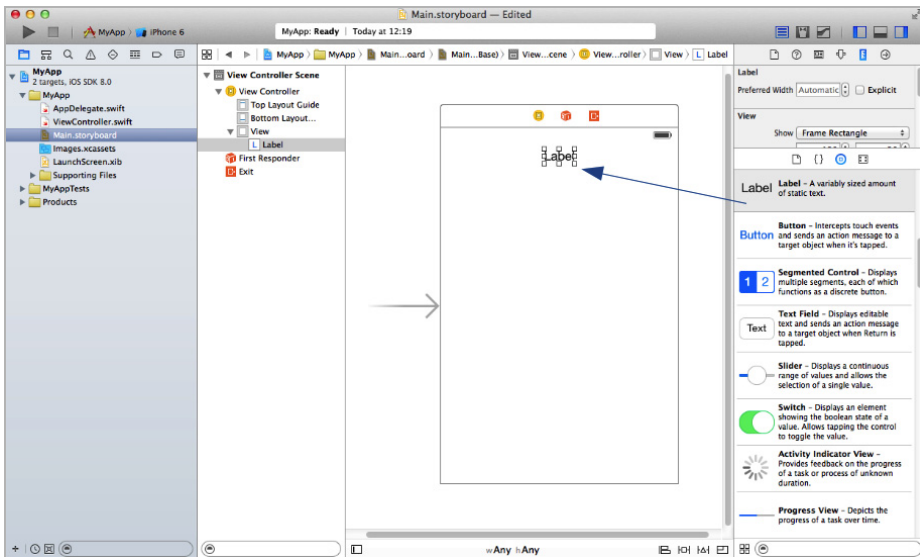 Main.storyboard — Edited
MyApp
iPhone 6
MyApp: Ready
Today at 12:19
MyApp
MyApp
Main...oard
Main...Base)
View...cene
View...roller
View
L Label
MyApp
2 targets, iOS SDK 8.0
MyApp
AppDelegate.swift
ViewController.swift
Main.storyboard
Images.xcassets
LaunchScreen.xib
Supporting Files
MyAppTests
Products
View Controller Scene
View Controller
Top Layout Guide
Bottom Layout...
View
L Label
First Responder
Exit
Label
wAny hAny
Label
Preferred Width Automatic Explicit
View
Show Frame Rectangle
Label
Label – A variably sized amount
of static text.
Button
Button – Intercepts touch events
and sends an action message to a
target object when it's tapped.
1 2
Segmented Control – Displays
multiple segments, each of which
functions as a discrete button.
Text
Text Field – Displays editable
text and sends an action message
to a target object when Return is
tapped.
Slider – Displays a continuous
range of values and allows the
selection of a single value.
Switch – Displays an element
showing the boolean state of a
value. Allows tapping the control
to toggle the value.
Activity Indicator View –
Provides feedback on the progress
of a task or process of unknown
duration.
Progress View – Depicts the
progress of a task over time.